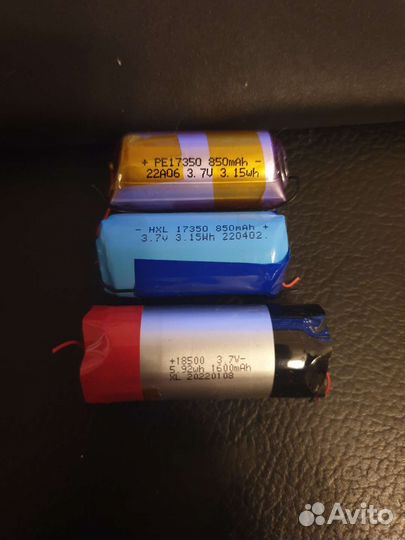 + PE17350 850mAh -
22A06 3.7V 3.15Wh
- HXL 17350 850mAh +
3.7V 3.15Wh 220402.
+18500 3.7V-
5.92Wh 1600mAh
XL 20220108
Avito